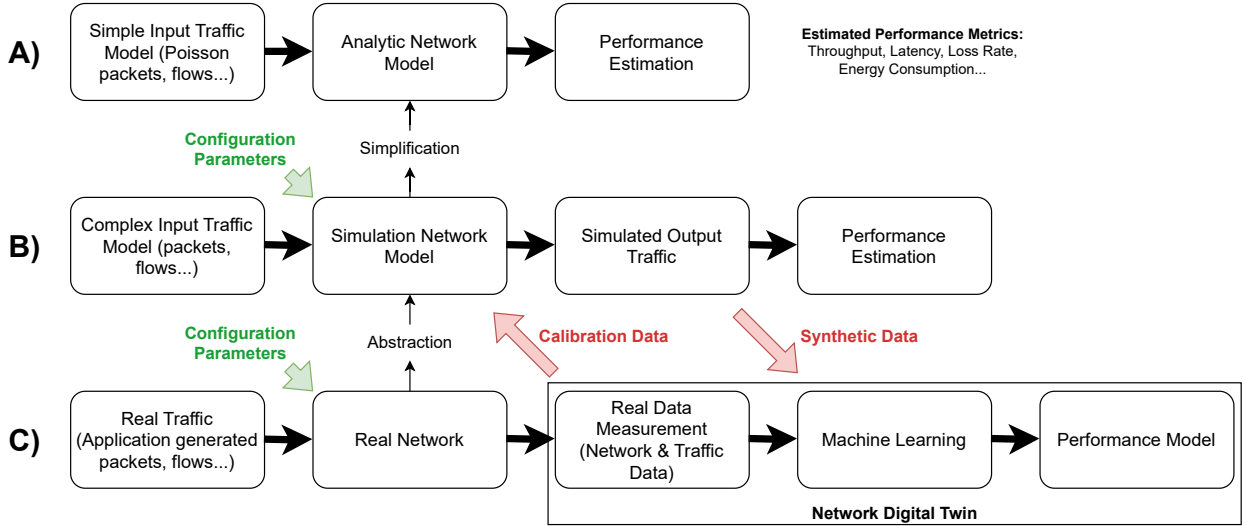 A)
Simple Input Traffic
Model (Poisson
packets, flows...)
Analytic Network
Model
Performance
Estimation
Estimated Performance Metrics:
Throughput, Latency, Loss Rate,
Energy Consumption...
Configuration
Parameters
Simplification
B)
Complex Input Traffic
Model (packets,
flows...)
Simulation Network
Model
Simulated Output
Traffic
Performance
Estimation
Configuration
Parameters
Abstraction
Calibration Data
Synthetic Data
C)
Real Traffic
(Application generated
packets, flows...)
Real Network
Real Data
Measurement
(Network & Traffic
Data)
Machine Learning
Performance Model
Network Digital Twin